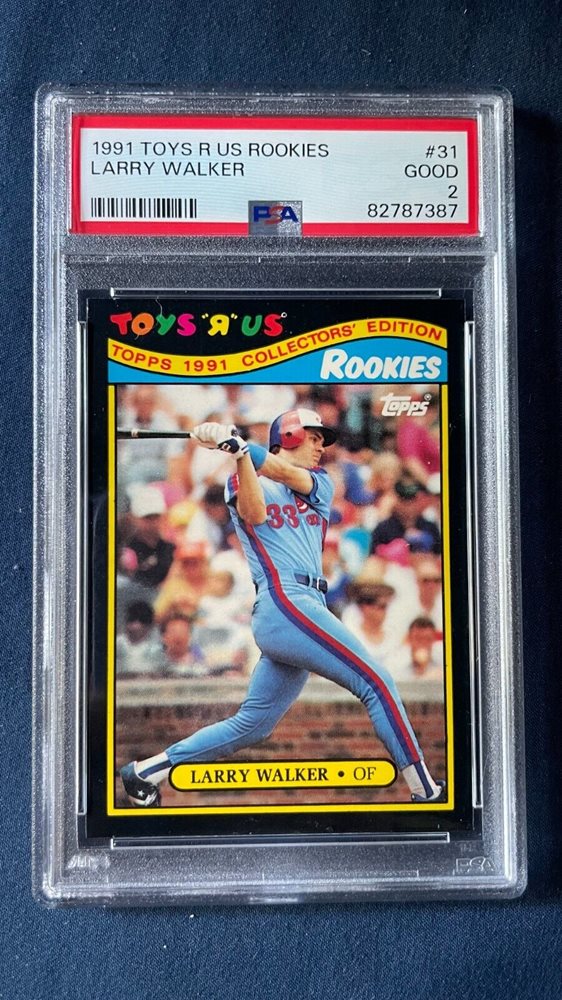 1991 TOYS R US ROOKIES #31
LARRY WALKER GOOD
2
PSA 82787387
TOYS "Я" US®
TOPPS 1991 COLLECTORS' EDITION
ROOKIES
Topps®
33
LARRY WALKER • OF
PSA